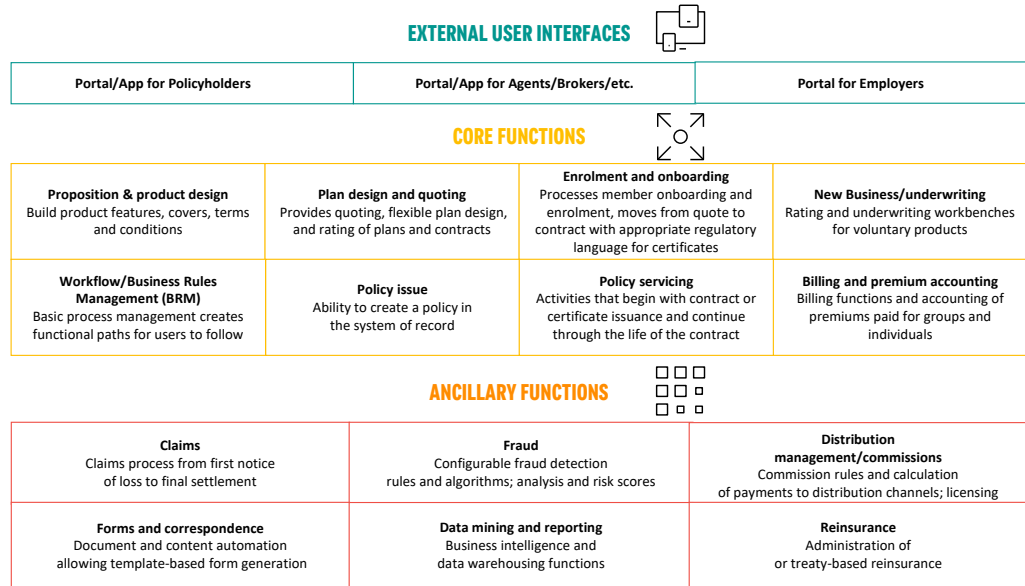 EXTERNAL USER INTERFACES
Portal/App for Policyholders
Portal/App for Agents/Brokers/etc.
Portal for Employers
CORE FUNCTIONS
Proposition & product design
Build product features, covers, terms
and conditions
Plan design and quoting
Provides quoting, flexible plan design,
and rating of plans and contracts
Enrolment and onboarding
Processes member onboarding and
enrolment, moves from quote to
contract with appropriate regulatory
language for certificates
New Business/underwriting
Rating and underwriting workbenches
for voluntary products
Workflow/Business Rules
Management (BRM)
Basic process management creates
functional paths for users to follow
Policy issue
Ability to create a policy in
the system of record
Policy servicing
Activities that begin with contract or
certificate issuance and continue
through the life of the contract
Billing and premium accounting
Billing functions and accounting of
premiums paid for groups and
individuals
ANCILLARY FUNCTIONS
Claims
Claims process from first notice
of loss to final settlement
Fraud
Configurable fraud detection
rules and algorithms; analysis and risk scores
Distribution
management/commissions
Commission rules and calculation
of payments to distribution channels; licensing
Forms and correspondence
Document and content automation
allowing template-based form generation
Data mining and reporting
Business intelligence and
data warehousing functions
Reinsurance
Administration of
or treaty-based reinsurance